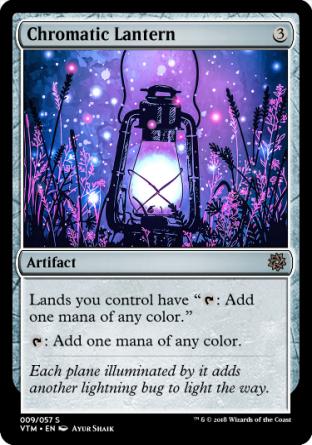 Chromatic Lantern 3
Artifact
Lands you control have “T: Add
one mana of any color.”
T: Add one mana of any color.
Each plane illuminated by it adds
another lightning bug to light the way.
009/057 S
VTM • EN Ayur Shaik
™ & © 2018 Wizards of the Coast